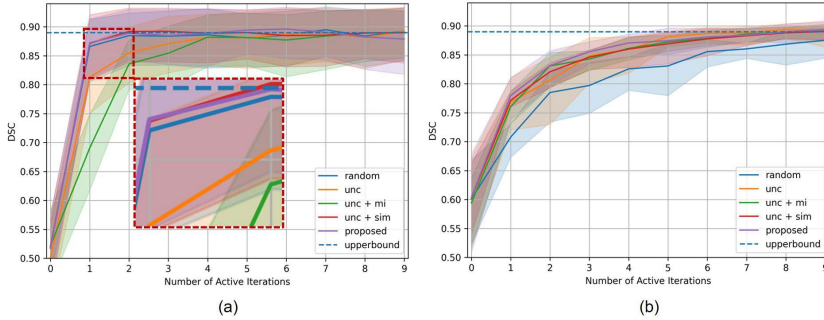 0.90
0.85
0.80
0.75
0.70
0.65
0.60
0.55
0.50
DSC
0 1 2 3 4 5 6 7 8 9
Number of Active Iterations
random
unc
unc + mi
unc + sim
proposed
upperbound
(a)
0.90
0.85
0.80
0.75
0.70
0.65
0.60
0.55
0.50
DSC
0 1 2 3 4 5 6 7 8 9
Number of Active Iterations
random
unc
unc + mi
unc + sim
proposed
upperbound
(b)